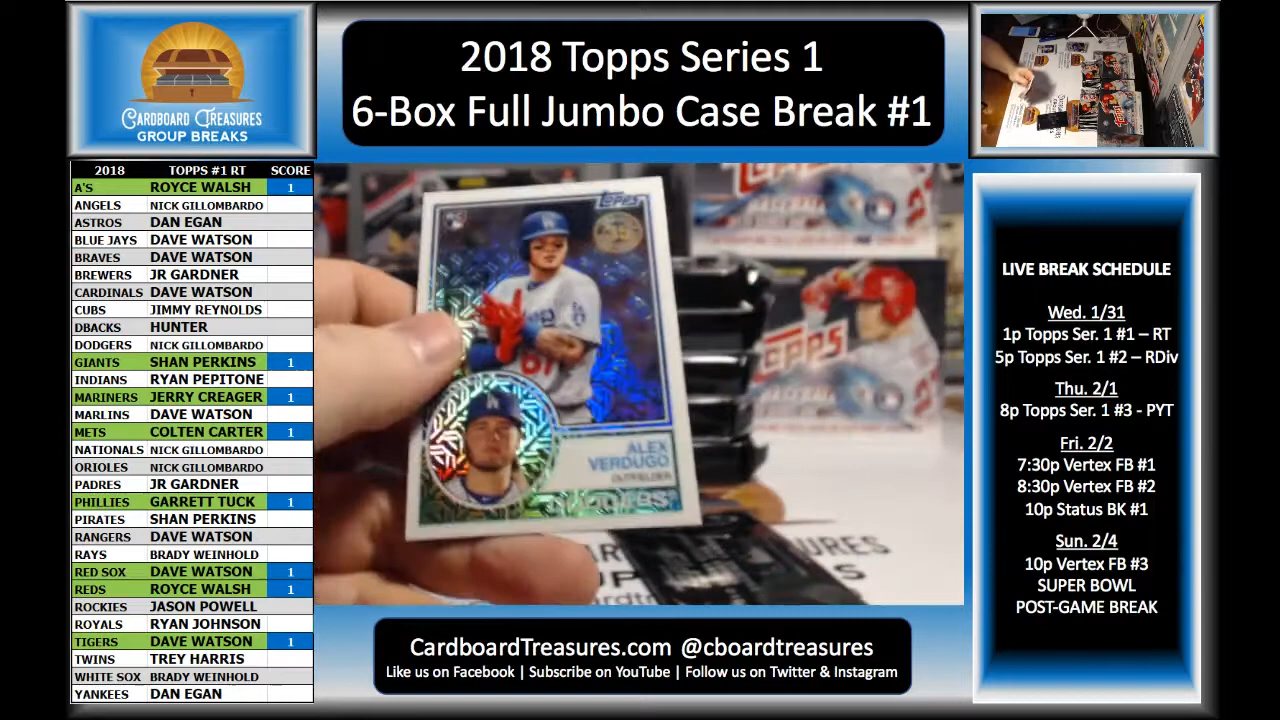 CARDBOARD TREASURES
GROUP BREAKS
2018 Topps Series 1
6-Box Full Jumbo Case Break #1
2018 TOPPS #1 RT SCORE
A'S ROYCE WALSH 1
ANGELS NICK GILLOMBARDO
ASTROS DAN EGAN
BLUE JAYS DAVE WATSON
BRAVES DAVE WATSON
BREWERS JR GARDNER
CARDINALS DAVE WATSON
CUBS JIMMY REYNOLDS
DBACKS HUNTER
DODGERS NICK GILLOMBARDO
GIANTS SHAN PERKINS 1
INDIANS RYAN PEPITONE
MARINERS JERRY CREAGER 1
MARLINS DAVE WATSON
METS COLTEN CARTER 1
NATIONALS NICK GILLOMBARDO
ORIOLES NICK GILLOMBARDO
PADRES JR GARDNER
PHILLIES GARRETT TUCK 1
PIRATES SHAN PERKINS
RANGERS DAVE WATSON
RAYS BRADY WEINHOLD
RED SOX DAVE WATSON 1
REDS ROYCE WALSH 1
ROCKIES JASON POWELL
ROYALS RYAN JOHNSON
TIGERS DAVE WATSON 1
TWINS TREY HARRIS
WHITE SOX BRADY WEINHOLD
YANKEES DAN EGAN
TOPPS
ALEX
VERDUGO
OUTFIELDER
DODGERS
TOPPS
LIVE BREAK SCHEDULE
Wed. 1/31
1p Topps Ser. 1 #1 – RT
5p Topps Ser. 1 #2 – RDiv
Thu. 2/1
8p Topps Ser. 1 #3 - PYT
Fri. 2/2
7:30p Vertex FB #1
8:30p Vertex FB #2
10p Status BK #1
Sun. 2/4
10p Vertex FB #3
SUPER BOWL
POST-GAME BREAK
CardboardTreasures.com @cboardtreasures
Like us on Facebook | Subscribe on YouTube | Follow us on Twitter & Instagram